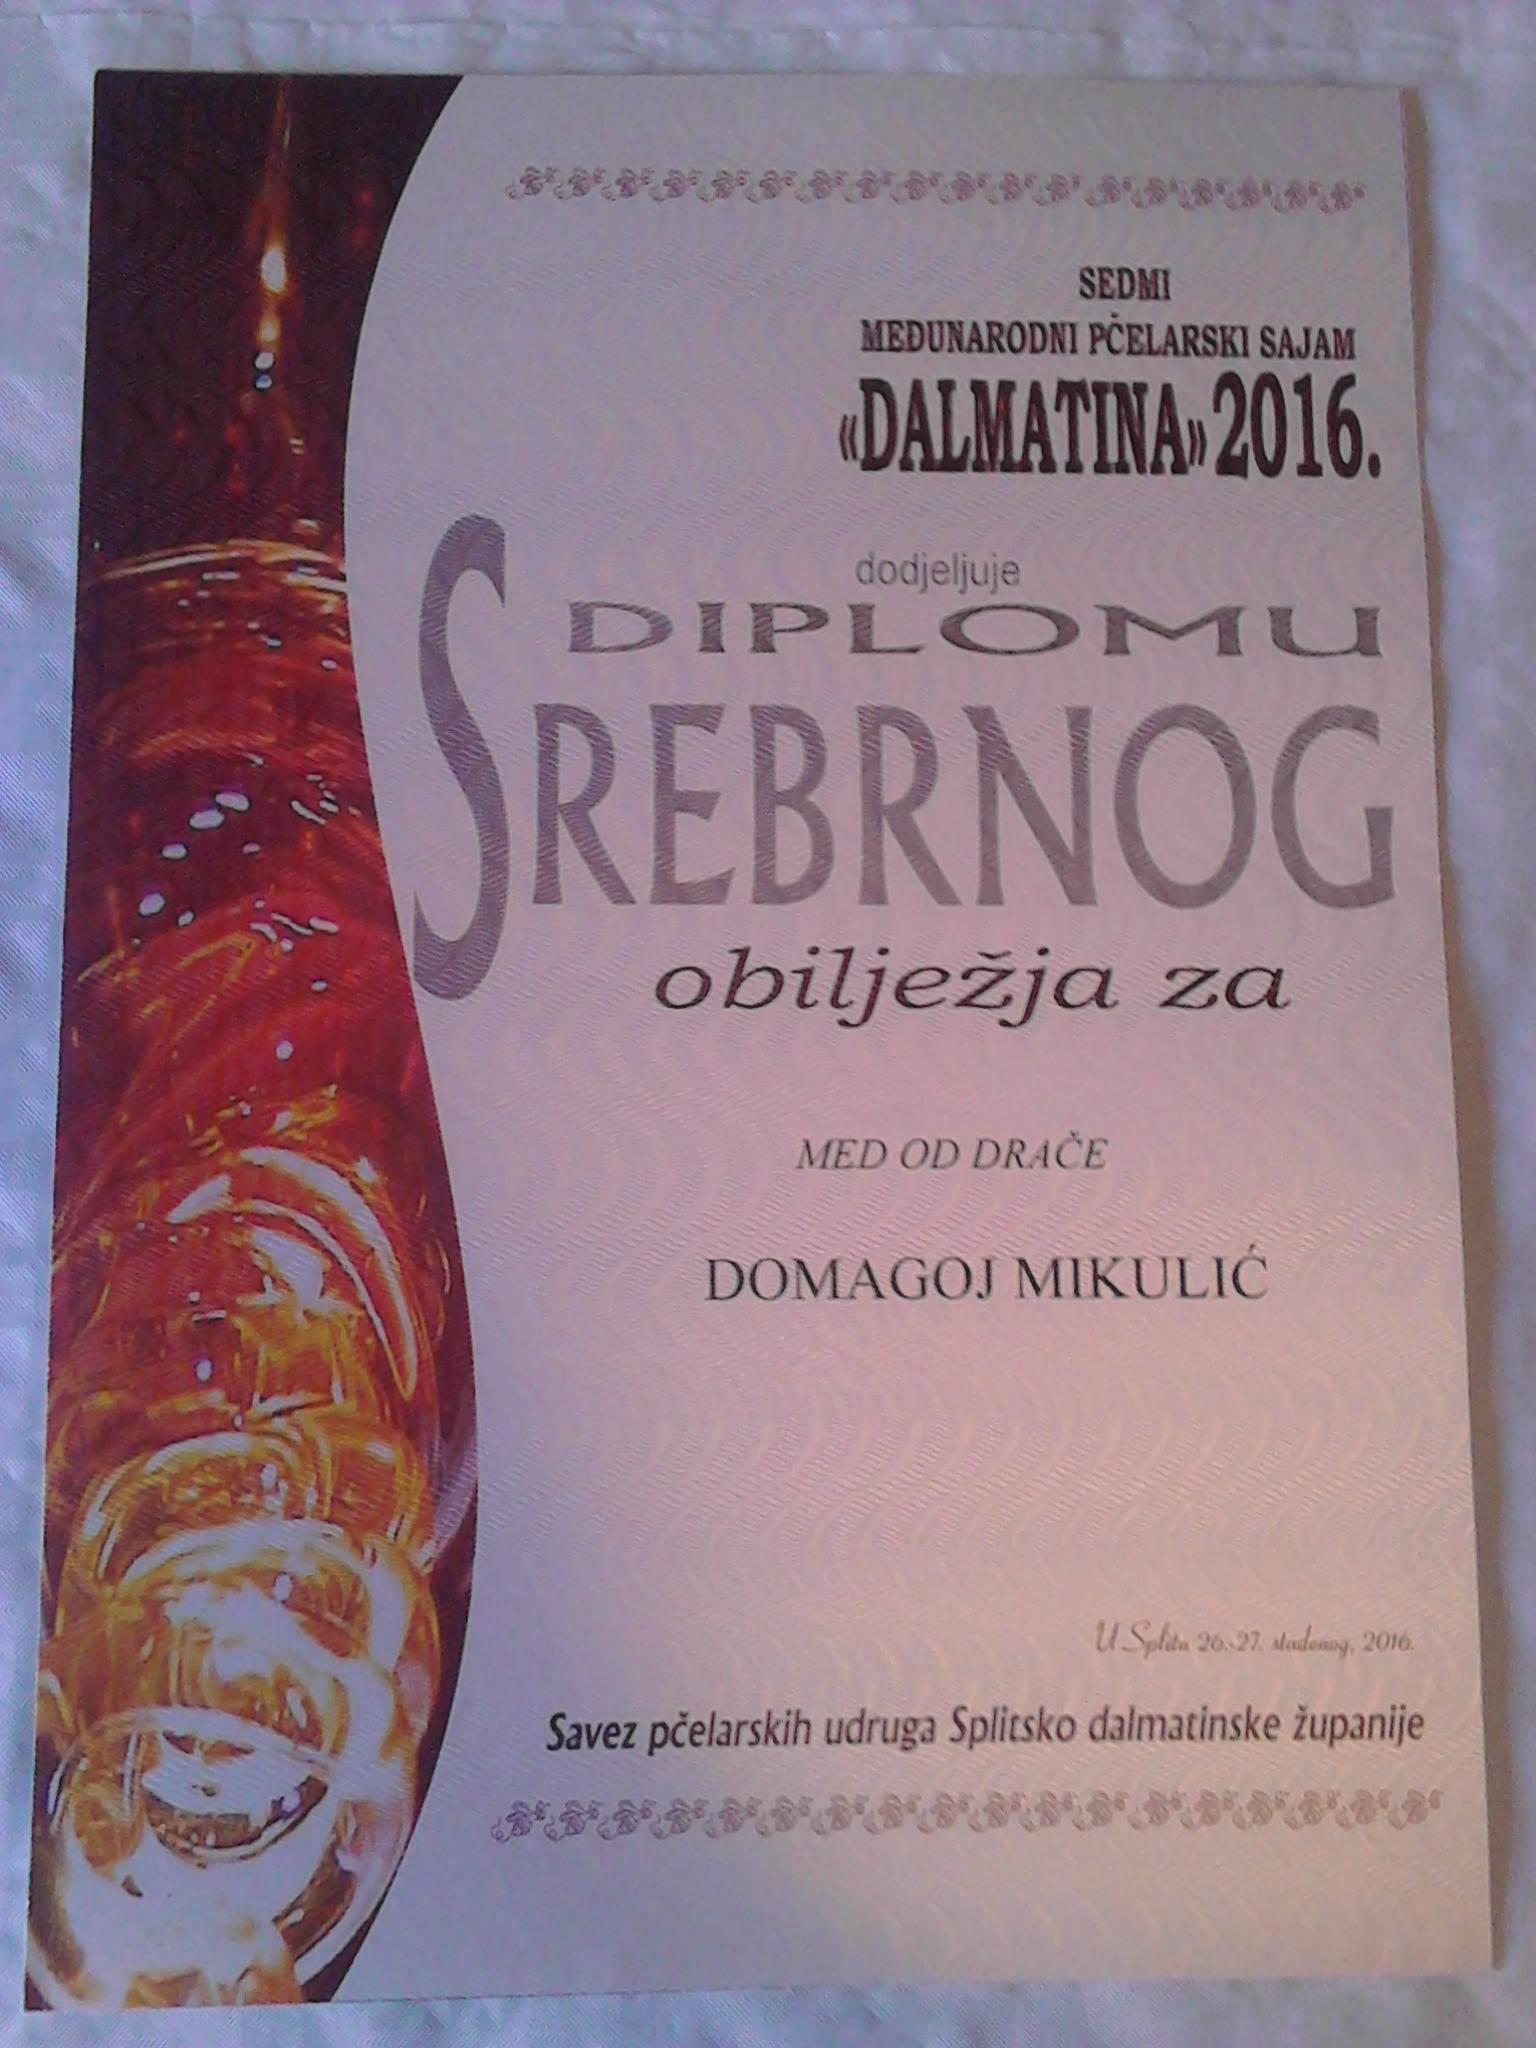 SEDMI
MEĐUNARODNI PČELARSKI SAJAM
«DALMATINA» 2016.
dodjeljuje
DIPLOMU
SREBRNOG
obilježja za
MED OD DRAČE
DOMAGOJ MIKULIĆ
U Splitu 26.-27. studenog, 2016.
Savez pčelarskih udruga Splitsko dalmatinske županije